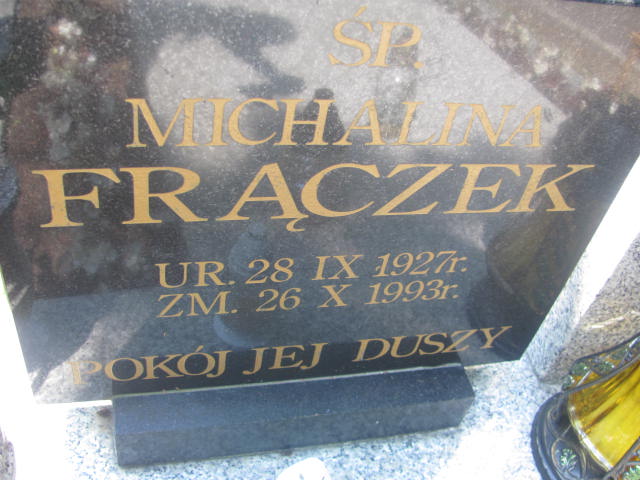 ŚP.
MICHALINA
FRĄCZEK
UR. 28 IX 1927r.
ZM. 26 X 1993r.
POKÓJ JEJ DUSZY